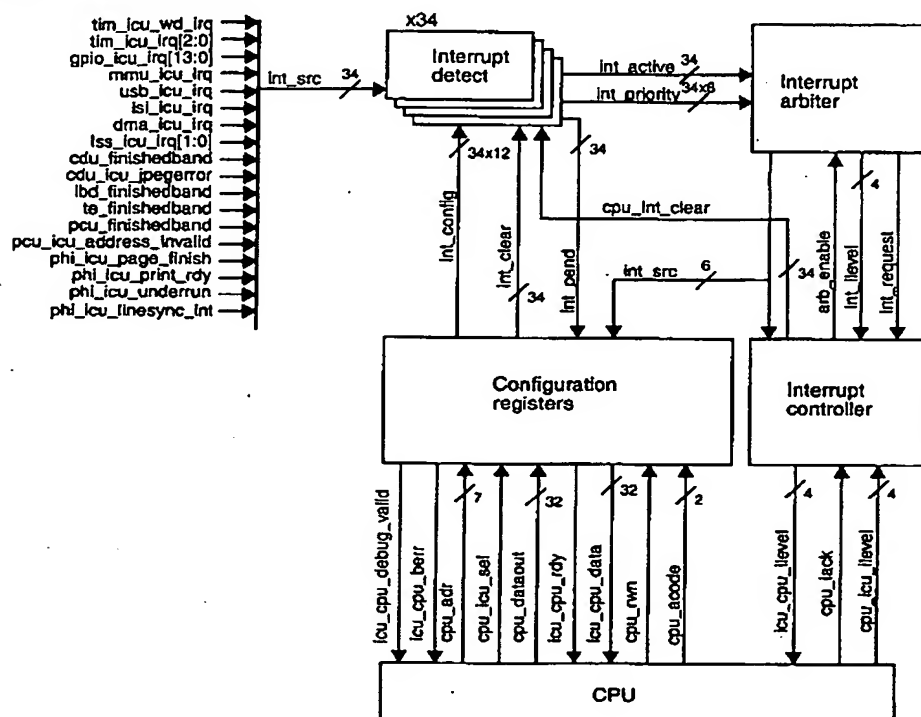 tim_icu_wd_irq
tim_icu_irq[2:0]
gpio_icu_irq[13:0]
mmu_icu_irq
usb_icu_irq
isi_icu_irq
dma_icu_irq
lss_icu_irq[1:0]
cdu_finishedband
cdu_icu_jpegerror
lbd_finishedband
te_finishedband
pcu_finishedband
pcu_icu_address_invalid
phi_icu_page_finish
phi_icu_print_rdy
phi_icu_underrun
phi_icu_linesync_int
int_src
34
x34
Interrupt
detect
int_active
34
int_priority
34x6
Interrupt
arbiter
34x12
34
int_config
int_clear
34
int_pend
cpu_int_clear
int_src
6
34
arb_enable
4
int_ilevel
int_request
Configuration
registers
Interrupt
controller
icu_cpu_debug_valid
icu_cpu_berr
cpu_adr
7
cpu_icu_sel
cpu_dataout
32
icu_cpu_rdy
icu_cpu_data
32
cpu_rwn
cpu_acode
2
icu_cpu_ilevel
4
cpu_iack
cpu_icu_ilevel
4
CPU